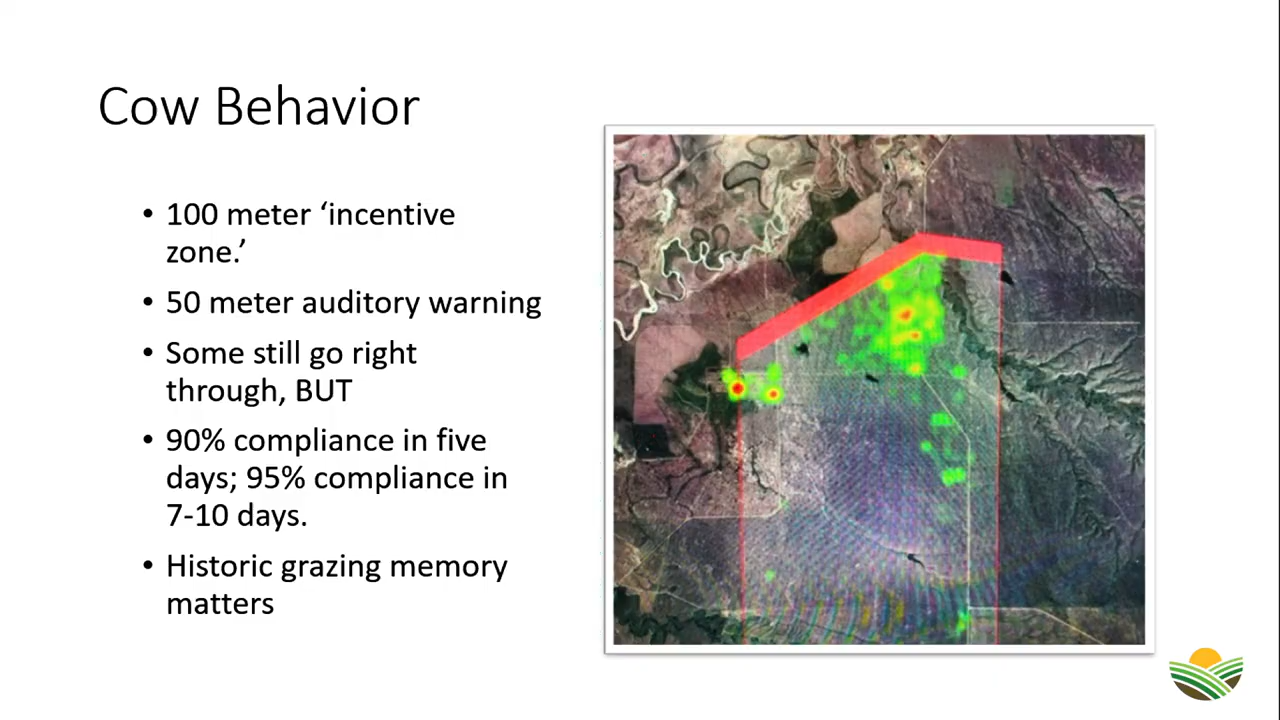 Cow Behavior
• 100 meter ‘incentive
zone.’
• 50 meter auditory warning
• Some still go right
through, BUT
• 90% compliance in five
days; 95% compliance in
7-10 days.
• Historic grazing memory
matters